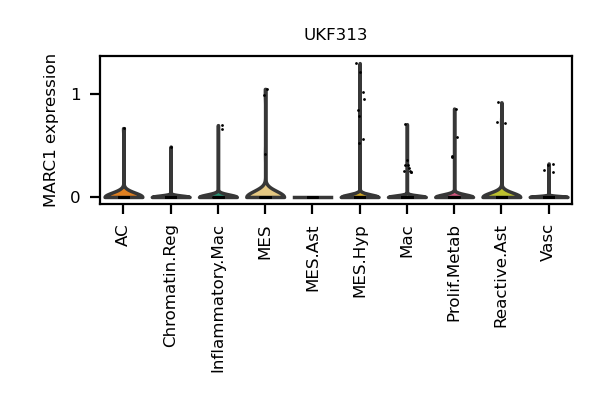 UKF313
MARC1 expression
1
0
AC
Chromatin.Reg
Inflammatory.Mac
MES
MES.Ast
MES.Hyp
Mac
Prolif.Metab
Reactive.Ast
Vasc